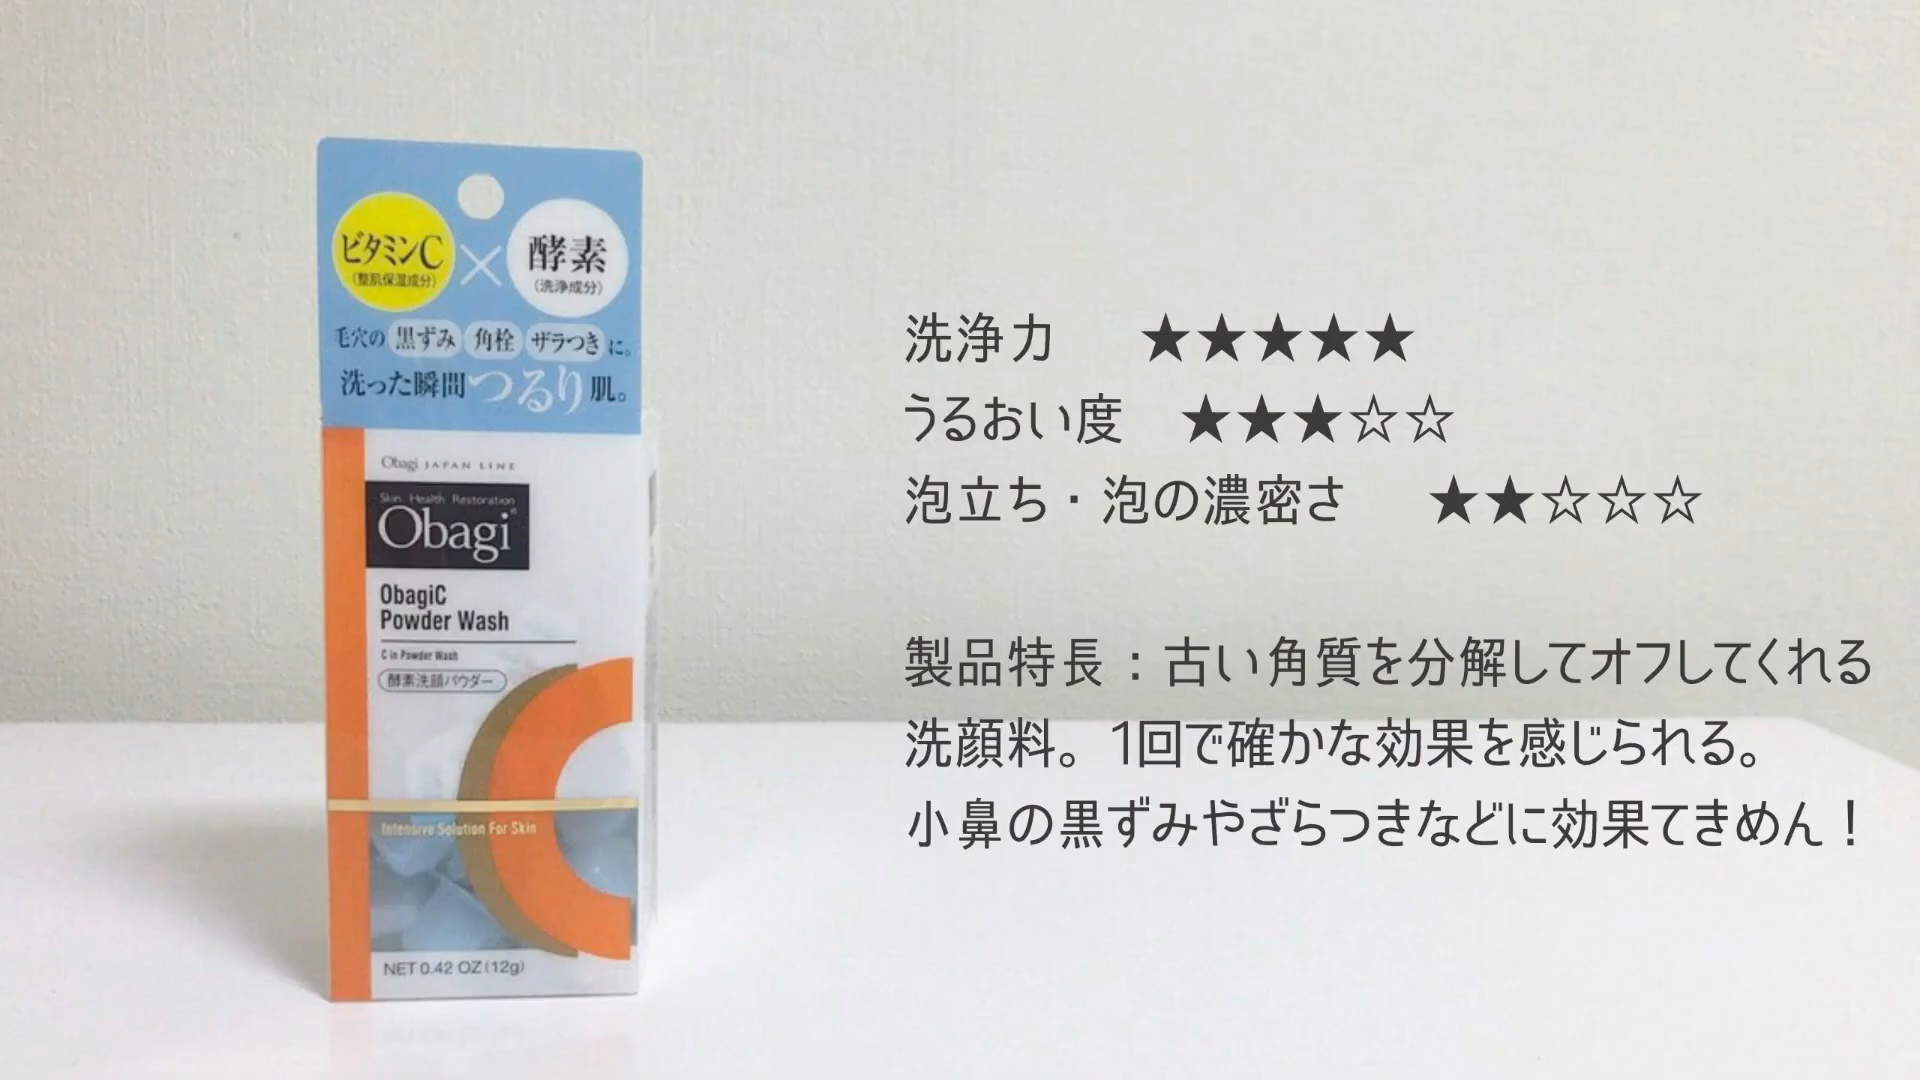 ビタミンC
(整肌保湿成分)
×
酵素
(洗浄成分)
毛穴の 黒ずみ 角栓 ザラつき に。
洗った瞬間つるり肌。
Obagi JAPAN LINE
Skin Health Restoration
Obagi®
ObagiC
Powder Wash
C in Powder Wash
酵素洗顔パウダー
Intensive Solution For Skin
NET 0.42 OZ (12g)
洗浄力 ★★★★★
うるおい度 ★★★☆☆
泡立ち・泡の濃密さ ★★☆☆☆
製品特長：古い角質を分解してオフしてくれる
洗顔料。1回で確かな効果を感じられる。
小鼻の黒ずみやざらつきなどに効果てきめん！